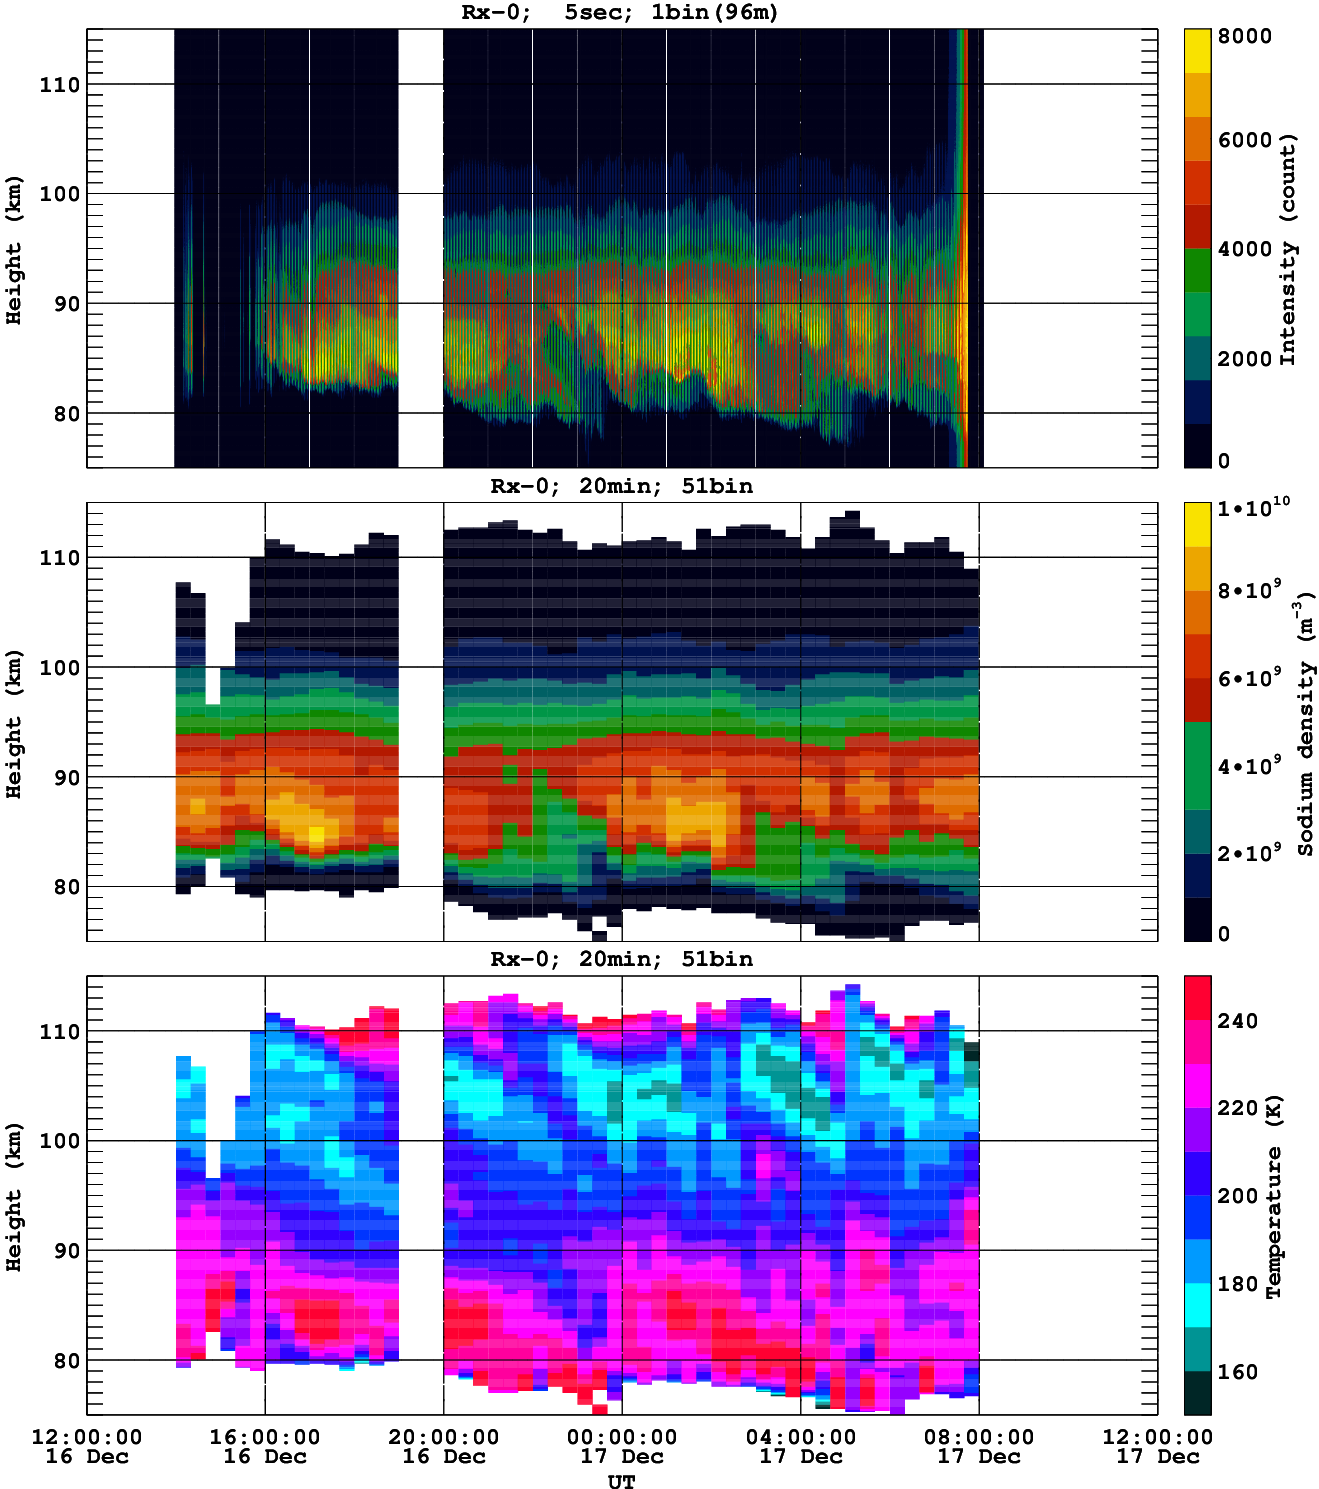 Rx-0;  5sec; 1bin(96m)
110
100
90
80
Height (km)
8000
6000
4000
2000
0
Intensity (count)
Rx-0; 20min; 51bin
110
100
90
80
Height (km)
1•10¹⁰
8•10⁹
6•10⁹
4•10⁹
2•10⁹
0
Sodium density (m⁻³)
Rx-0; 20min; 51bin
110
100
90
80
Height (km)
240
220
200
180
160
Temperature (K)
12:00:00 16:00:00 20:00:00 00:00:00 04:00:00 08:00:00 12:00:00
16 Dec 16 Dec 16 Dec 17 Dec 17 Dec 17 Dec 17 Dec
UT